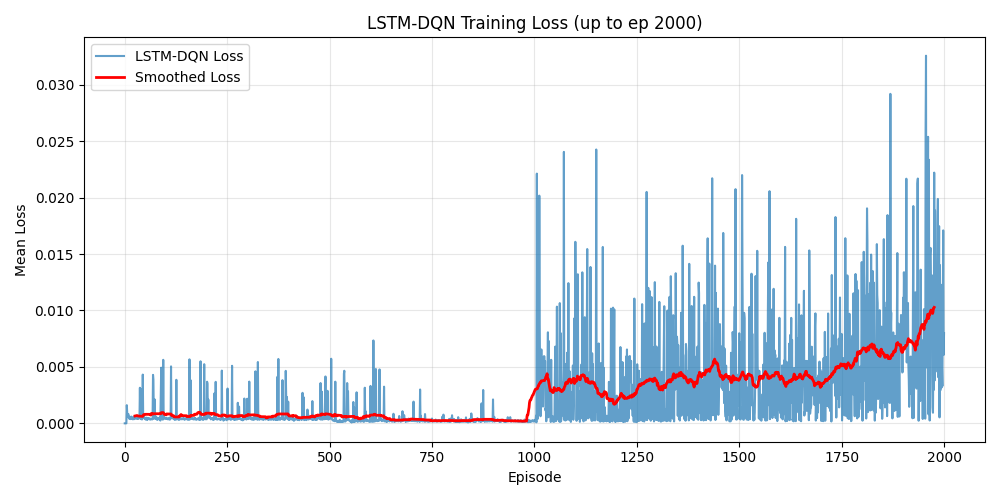 LSTM-DQN Training Loss (up to ep 2000)
LSTM-DQN Loss
Smoothed Loss
Mean Loss
0.030
0.025
0.020
0.015
0.010
0.005
0.000
0 250 500 750 1000 1250 1500 1750 2000
Episode